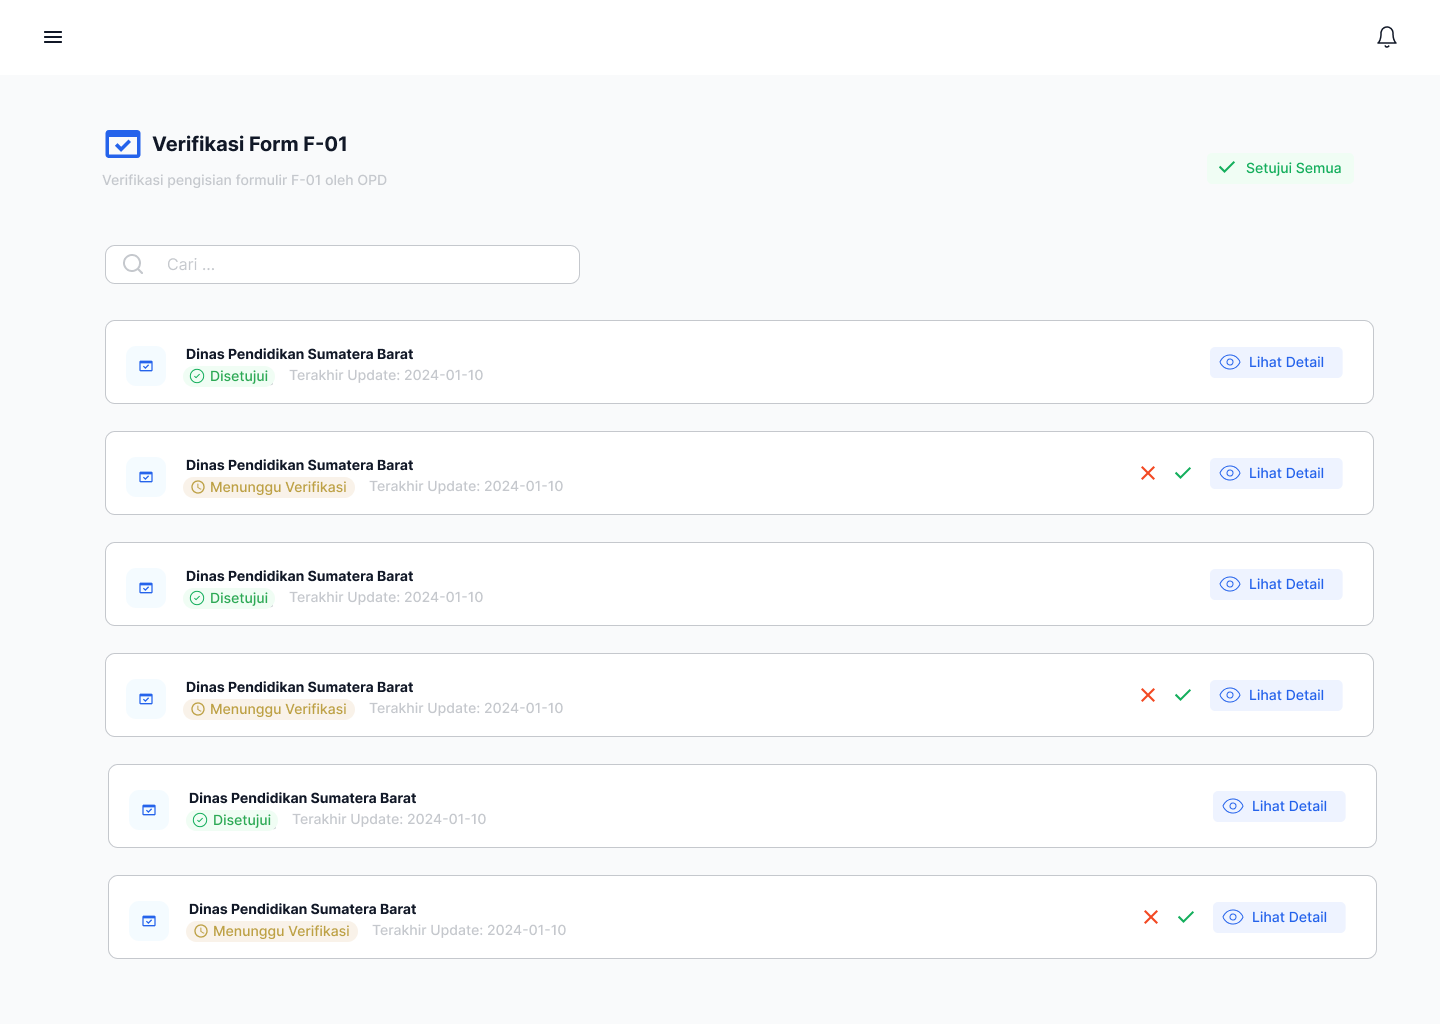 Verifikasi Form F-01
Verifikasi pengisian formulir F-01 oleh OPD
Setujui Semua
Cari ...
Dinas Pendidikan Sumatera Barat
Disetujui Terakhir Update: 2024-01-10
Lihat Detail
Dinas Pendidikan Sumatera Barat
Menunggu Verifikasi Terakhir Update: 2024-01-10
Lihat Detail
Dinas Pendidikan Sumatera Barat
Disetujui Terakhir Update: 2024-01-10
Lihat Detail
Dinas Pendidikan Sumatera Barat
Menunggu Verifikasi Terakhir Update: 2024-01-10
Lihat Detail
Dinas Pendidikan Sumatera Barat
Disetujui Terakhir Update: 2024-01-10
Lihat Detail
Dinas Pendidikan Sumatera Barat
Menunggu Verifikasi Terakhir Update: 2024-01-10
Lihat Detail